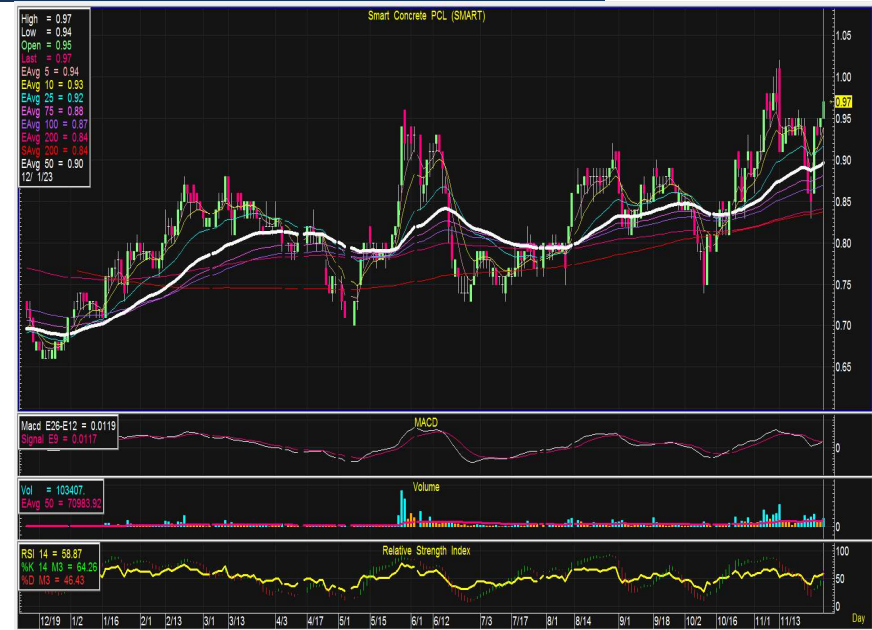 Smart Concrete PCL (SMART)
High = 0.97
Low = 0.94
Open = 0.95
Last = 0.97
EAvg 5 = 0.94
EAvg 10 = 0.93
EAvg 25 = 0.92
EAvg 75 = 0.88
EAvg 100 = 0.87
EAvg 200 = 0.84
SAvg 200 = 0.84
EAvg 50 = 0.90
12/ 1/23
1.05
1.00
0.97
0.95
0.90
0.85
0.80
0.75
0.70
0.65
MACD
Macd E26-E12 = 0.0119
Signal E9 = 0.0117
0
Volume
Vol = 103407.
EAvg 50 = 70983.92
0
Relative Strength Index
RSI 14 = 58.87
%K 14 M3 = 64.26
%D M3 = 46.43
100
50
0
12/19 1/2 1/16 2/1 2/13 3/1 3/13 4/3 4/17 5/1 5/15 6/1 6/12 7/3 7/17 8/1 8/14 9/1 9/18 10/2 10/16 11/1 11/13 Day